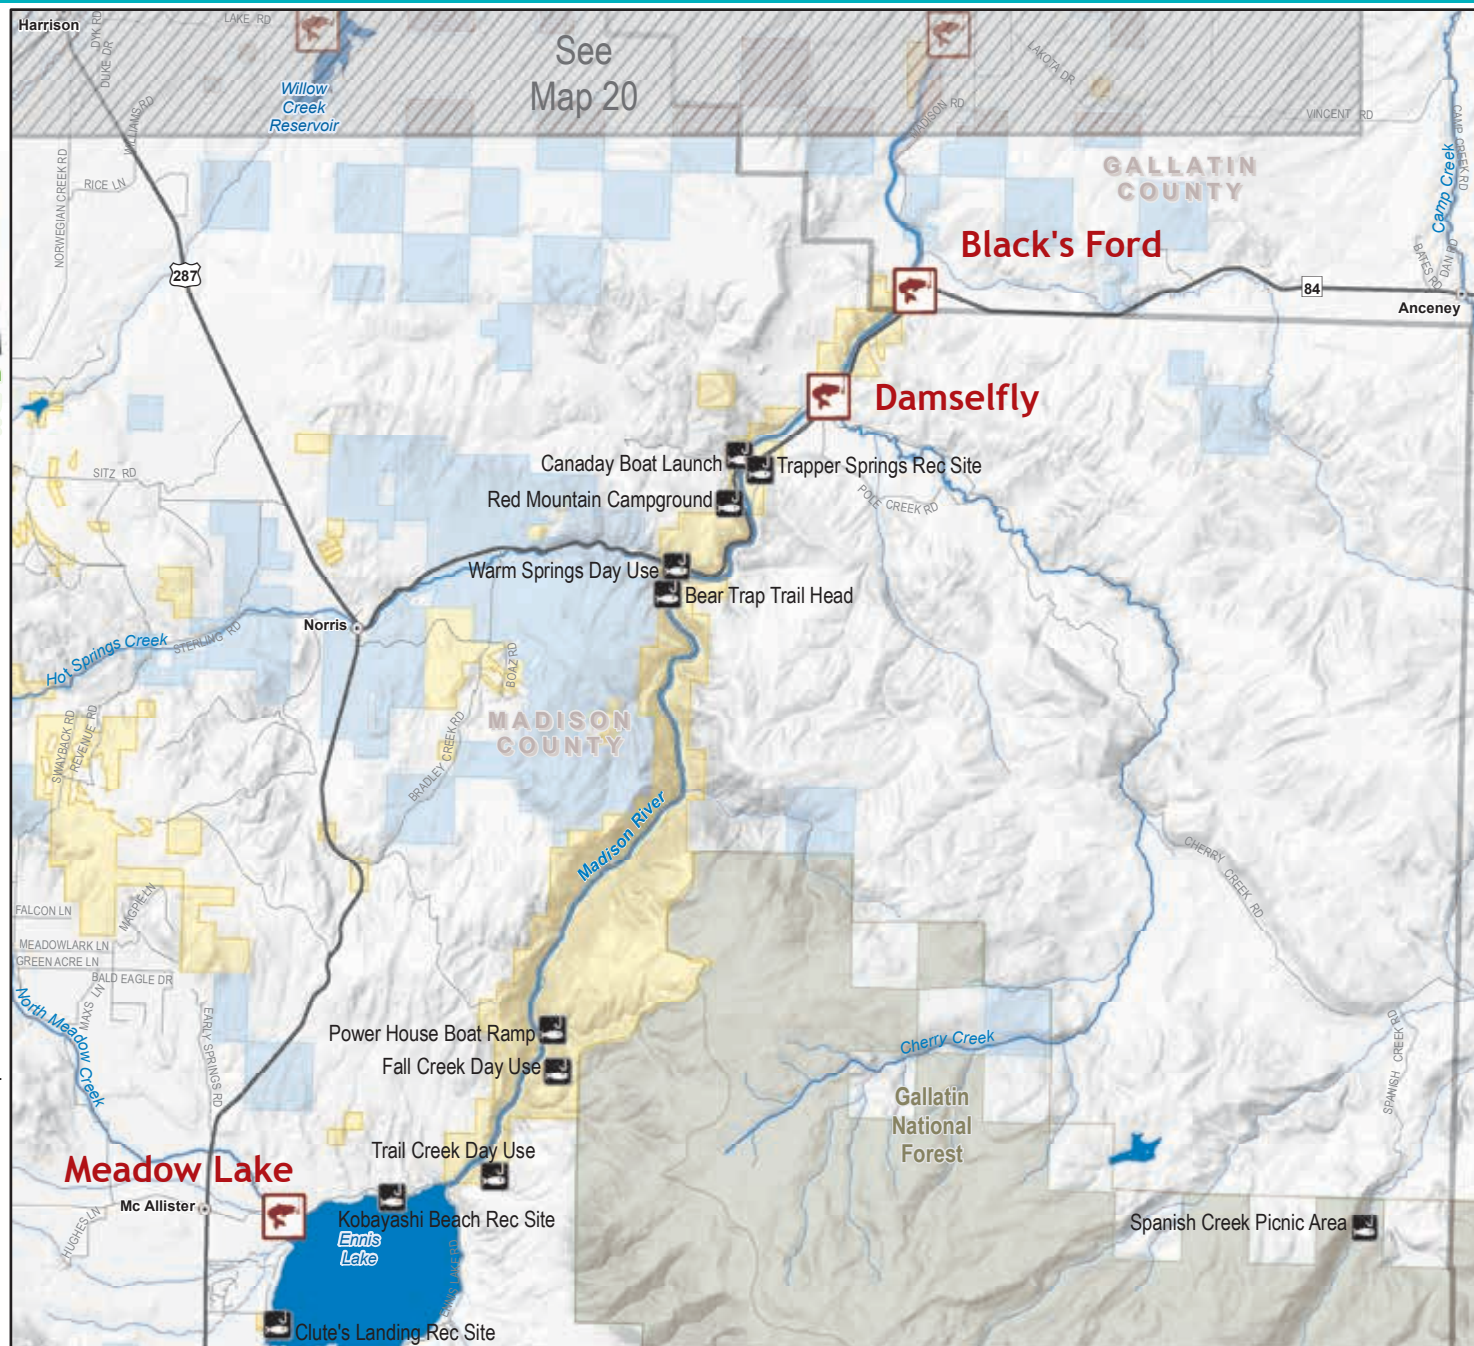 Harrison
DYK RD
DUKE DR
LAKE RD
See
Map 20
LAKOTA DR
VINCENT RD
MADISON RD
WILLIAMS RD
Willow
Creek
Reservoir
CAMP CREEK RD
Camp Creek
NORWEGIAN CREEK RD
RICE LN
GALLATIN
COUNTY
Black's Ford
287
BATES RD
DAN RD
84
Anceney
Damselfly
Canaday Boat Launch
Trapper Springs Rec Site
SITZ RD
Red Mountain Campground
POLE CREEK RD
Warm Springs Day Use
Bear Trap Trail Head
Norris
STERLING RD
Hot Springs Creek
BOAZ RD
MADISON
COUNTY
SWAYBACK RD
REVENUE RD
BRADLEY CREEK RD
Madison River
CHERRY CREEK RD
MAGPIE LN
FALCON LN
MEADOWLARK LN
GREEN ACRE LN
BALD EAGLE DR
MAXS LN
North Meadow Creek
EARLY SPRINGS RD
Power House Boat Ramp
Fall Creek Day Use
Cherry Creek
SPANISH CREEK RD
Gallatin
National
Forest
Trail Creek Day Use
Meadow Lake
Mc Allister
HUGHES LN
Kobayashi Beach Rec Site
Ennis
Lake
ENNIS LAKE RD
Spanish Creek Picnic Area
Clute's Landing Rec Site